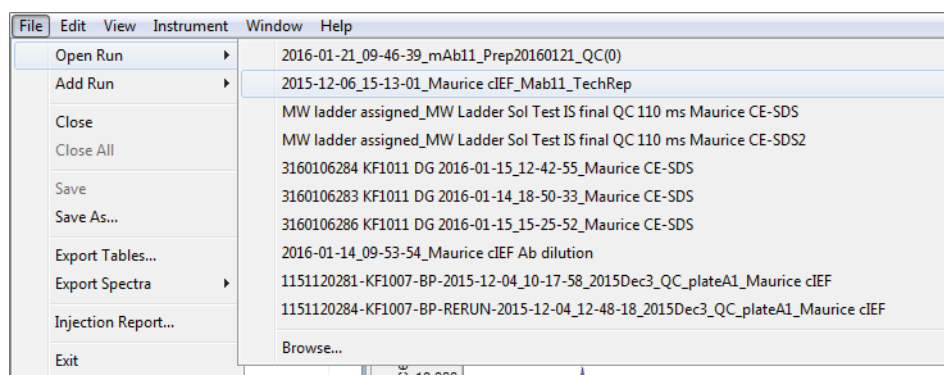 File Edit View Instrument Window Help
Open Run
Add Run
Close
Close All
Save
Save As...
Export Tables...
Export Spectra
Injection Report...
Exit
2016-01-21_09-46-39_mAb11_Prep20160121_QC(0)
2015-12-06_15-13-01_Maurice cIEF_Mab11_TechRep
MW ladder assigned_MW Ladder Sol Test IS final QC 110 ms Maurice CE-SDS
MW ladder assigned_MW Ladder Sol Test IS final QC 110 ms Maurice CE-SDS2
3160106284 KF1011 DG 2016-01-15_12-42-55_Maurice CE-SDS
3160106283 KF1011 DG 2016-01-14_18-50-33_Maurice CE-SDS
3160106286 KF1011 DG 2016-01-15_15-25-52_Maurice CE-SDS
2016-01-14_09-53-54_Maurice cIEF Ab dilution
1151120281-KF1007-BP-2015-12-04_10-17-58_2015Dec3_QC_plateA1_Maurice cIEF
1151120284-KF1007-BP-RERUN-2015-12-04_12-48-18_2015Dec3_QC_plateA1_Maurice cIEF
Browse...